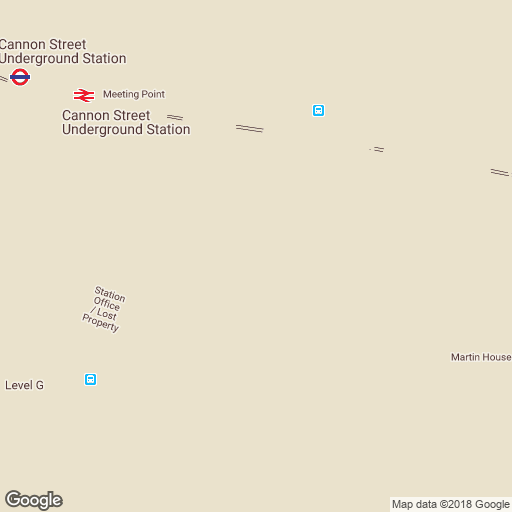 Cannon Street
Underground Station
Meeting Point
Cannon Street
Underground Station
Station
Office
/ Lost
Property
Martin House
Level G
Google
Map data ©2018 Google